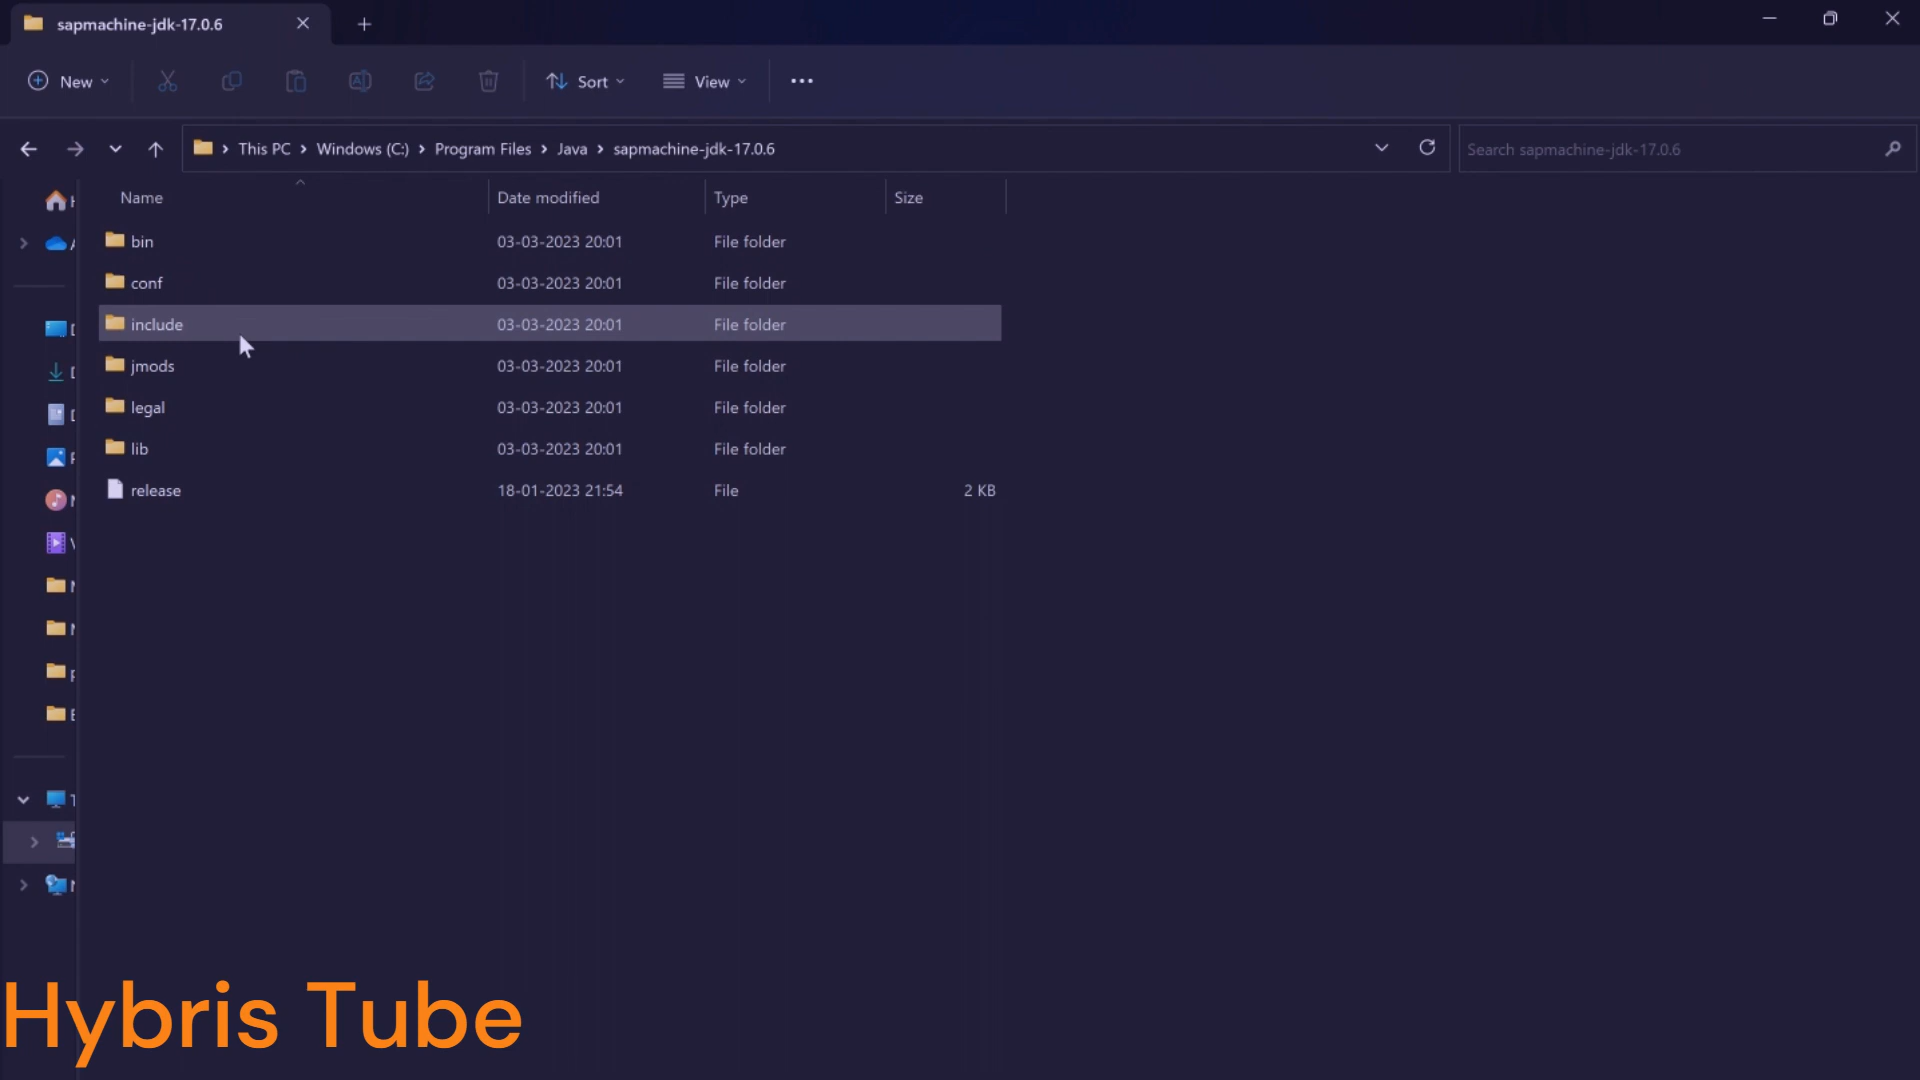 sapmachine-jdk-17.0.6
New
Sort
View
This PC > Windows (C:) > Program Files > Java > sapmachine-jdk-17.0.6
Search sapmachine-jdk-17.0.6
Name Date modified Type Size
bin 03-03-2023 20:01 File folder
conf 03-03-2023 20:01 File folder
include 03-03-2023 20:01 File folder
jmods 03-03-2023 20:01 File folder
legal 03-03-2023 20:01 File folder
lib 03-03-2023 20:01 File folder
release 18-01-2023 21:54 File 2 KB
Hybris Tube